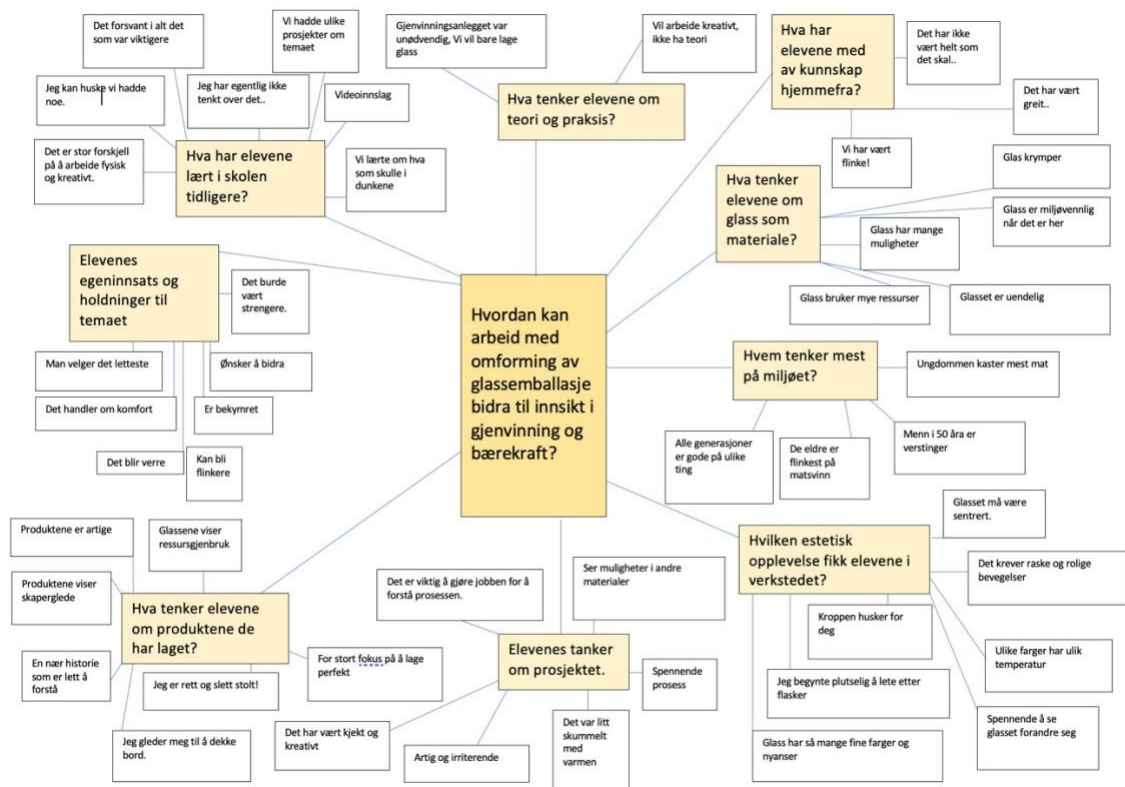 Det forsvant i alt det
som var viktigere
Vi hadde ulike
prosjekter om
temaet
Jeg kan huske vi hadde
noe.
Jeg har egentlig ikke
tenkt over det..
Videoinnslag
Det er stor forskjell
på å arbeide fysisk
og kreativt.
Hva har elevene
lært i skolen
tidligere?
Vi lærte om hva
som skulle i
dunkene
Gjenvinningsanlegget var
unødvendig, Vi vil bare lage
glass
Vil arbeide kreativt,
ikke ha teori
Hva tenker elevene om
teori og praksis?
Hva har
elevene med
av kunnskap
hjemmefra?
Det har ikke
vært helt som
det skal..
Det har vært
greit..
Vi har vært
flinke!
Hva tenker
elevene om
glass som
materiale?
Glas krymper
Glass er miljøvennlig
når det er her
Glass har mange
muligheter
Glass bruker mye ressurser
Glasset er uendelig
Elevenes
egeninnsats og
holdninger til
temaet
Det burde
vært
strengere.
Man velger det letteste
Ønsker å bidra
Det handler om komfort
Er bekymret
Det blir verre
Kan bli
flinkere
Hvordan kan
arbeid med
omforming av
glassemballasje
bidra til innsikt i
gjenvinning og
bærekraft?
Hvem tenker mest
på miljøet?
Ungdommen kaster mest mat
Alle generasjoner
er gode på ulike
ting
De eldre er
flinkest på
matsvinn
Menn i 50 åra er
verstinger
Produktene er artige
Glassene viser
ressursgjenbruk
Produktene viser
skaperglede
Hva tenker elevene
om produktene de
har laget?
En nær historie
som er lett å
forstå
Jeg er rett og slett stolt!
For stort fokus på å lage
perfekt
Jeg gleder meg til å dekke
bord.
Det er viktig å gjøre jobben for å
forstå prosessen.
Ser muligheter i andre
materialer
Elevenes tanker
om prosjektet.
Spennende
prosess
Det har vært kjekt og
kreativt
Artig og irriterende
Det var litt
skummelt
med
varmen
Hvilken estetisk
opplevelse fikk elevene i
verkstedet?
Glasset må være
sentrert.
Det krever raske og rolige
bevegelser
Kroppen husker for
deg
Ulike farger har ulik
temperatur
Jeg begynte plutselig å lete etter
flasker
Spennende å se
glasset forandre seg
Glass har så mange fine farger og
nyanser